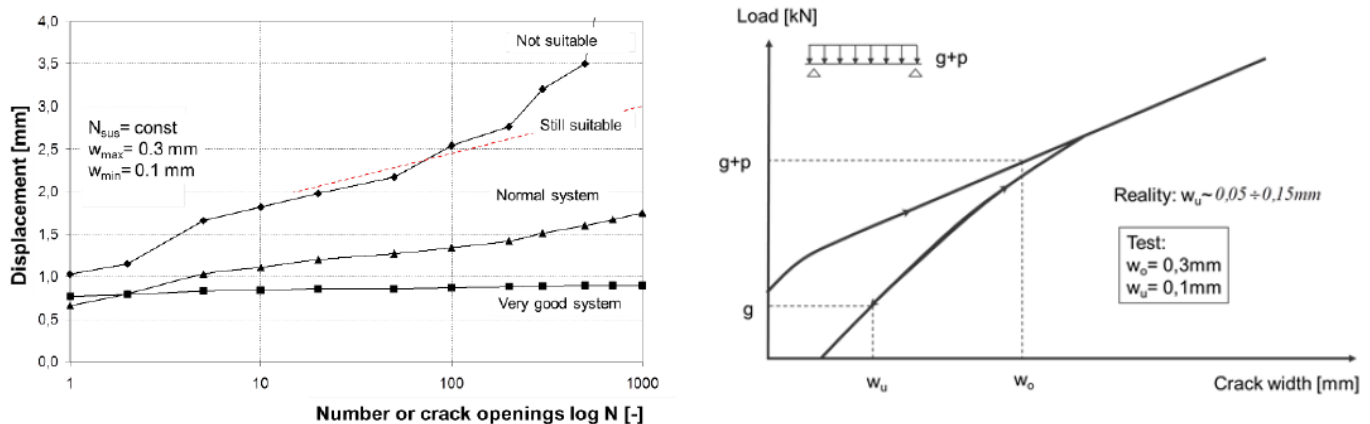 4,0
3,5
3,0
2,5
2,0
1,5
1,0
0,5
0,0
Displacement [mm]
Not suitable
N_sus= const
w_max= 0.3 mm
w_min= 0.1 mm
Still suitable
Normal system
Very good system
1
10
100
1000
Number or crack openings log N [-]
Load [kN]
g+p
g+p
Reality: w_u~0,05÷0,15mm
Test:
w_o= 0,3mm
w_u= 0,1mm
g
w_u
w_o
Crack width [mm]